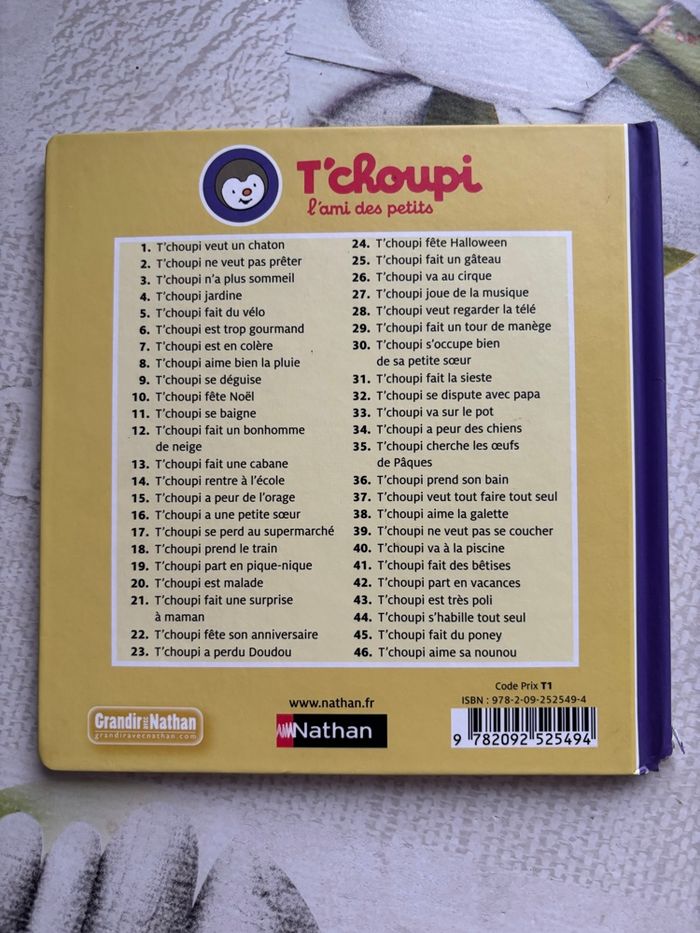 T'choupi
l'ami des petits
1. T'choupi veut un chaton
2. T'choupi ne veut pas prêter
3. T'choupi n'a plus sommeil
4. T'choupi jardine
5. T'choupi fait du vélo
6. T'choupi est trop gourmand
7. T'choupi est en colère
8. T'choupi aime bien la pluie
9. T'choupi se déguise
10. T'choupi fête Noël
11. T'choupi se baigne
12. T'choupi fait un bonhomme
de neige
13. T'choupi fait une cabane
14. T'choupi rentre à l'école
15. T'choupi a peur de l'orage
16. T'choupi a une petite sœur
17. T'choupi se perd au supermarché
18. T'choupi prend le train
19. T'choupi part en pique-nique
20. T'choupi est malade
21. T'choupi fait une surprise
à maman
22. T'choupi fête son anniversaire
23. T'choupi a perdu Doudou
24. T'choupi fête Halloween
25. T'choupi fait un gâteau
26. T'choupi va au cirque
27. T'choupi joue de la musique
28. T'choupi veut regarder la télé
29. T'choupi fait un tour de manège
30. T'choupi s'occupe bien
de sa petite sœur
31. T'choupi fait la sieste
32. T'choupi se dispute avec papa
33. T'choupi va sur le pot
34. T'choupi a peur des chiens
35. T'choupi cherche les œufs
de Pâques
36. T'choupi prend son bain
37. T'choupi veut tout faire tout seul
38. T'choupi aime la galette
39. T'choupi ne veut pas se coucher
40. T'choupi va à la piscine
41. T'choupi fait des bêtises
42. T'choupi part en vacances
43. T'choupi est très poli
44. T'choupi s'habille tout seul
45. T'choupi fait du poney
46. T'choupi aime sa nounou
Grandir avec Nathan
grandiravecnathan.com
www.nathan.fr
Nathan
Code Prix T1
ISBN : 978-2-09-252549-4
9 782092 525494